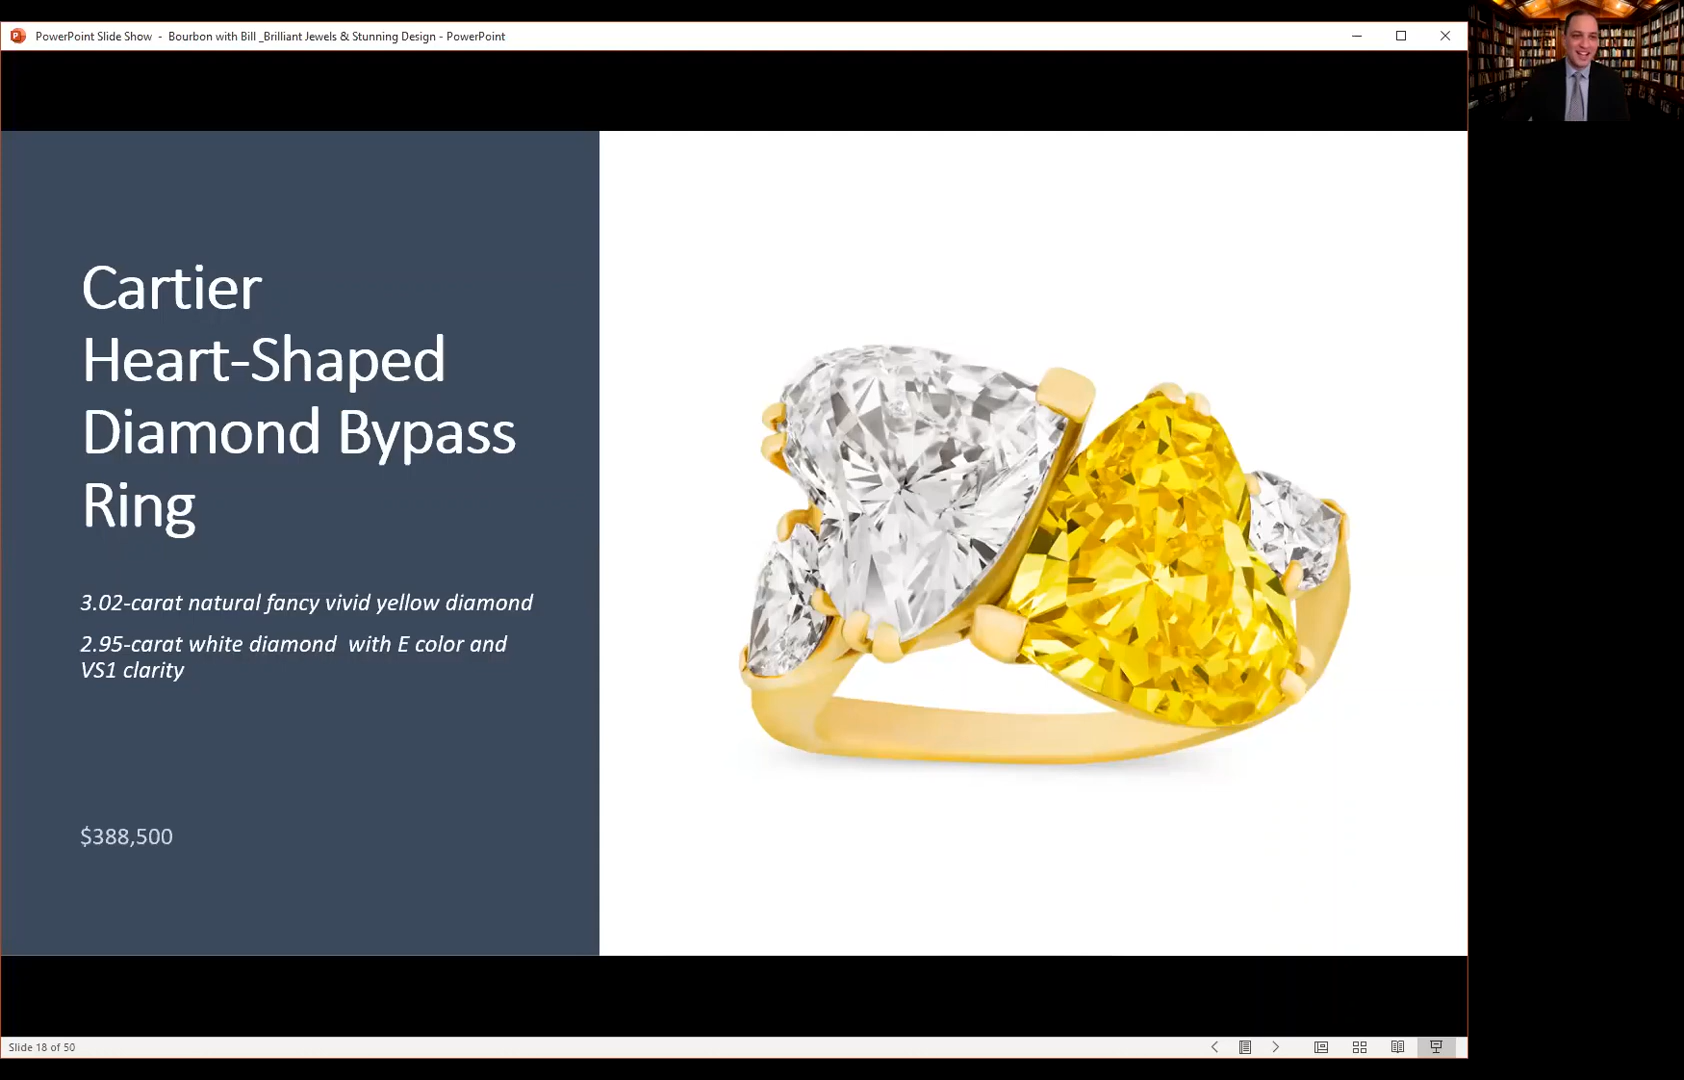 PowerPoint Slide Show - Bourbon with Bill _Brilliant Jewels & Stunning Design - PowerPoint
Cartier
Heart-Shaped
Diamond Bypass
Ring
3.02-carat natural fancy vivid yellow diamond
2.95-carat white diamond with E color and
VS1 clarity
$388,500
Slide 18 of 50